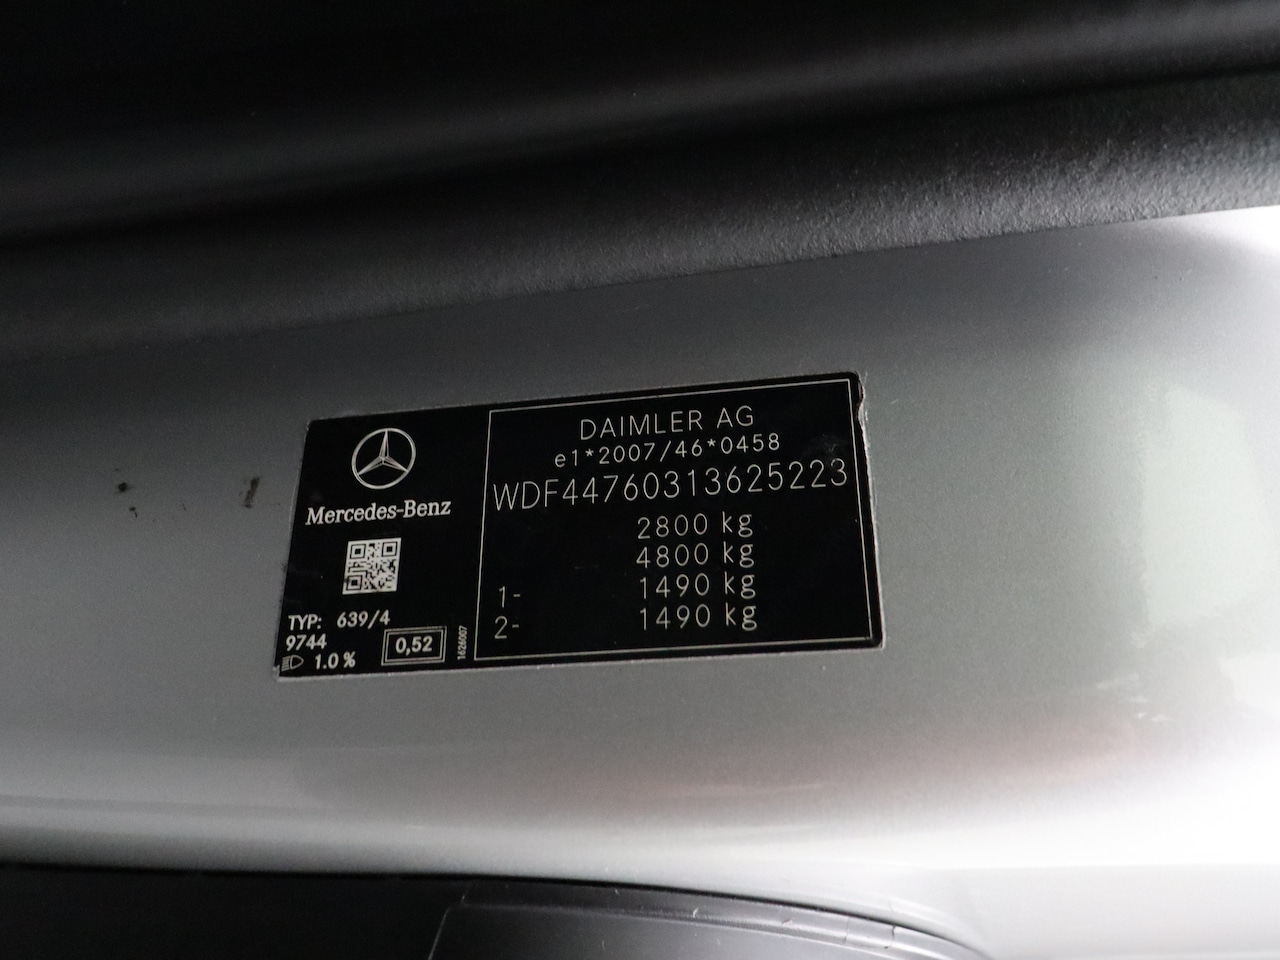 Mercedes-Benz
TYP: 639/4
9744
1.0 %
0,52
1626007
DAIMLER AG
e1*2007/46*0458
WDF44760313625223
2800 kg
4800 kg
1- 1490 kg
2- 1490 kg